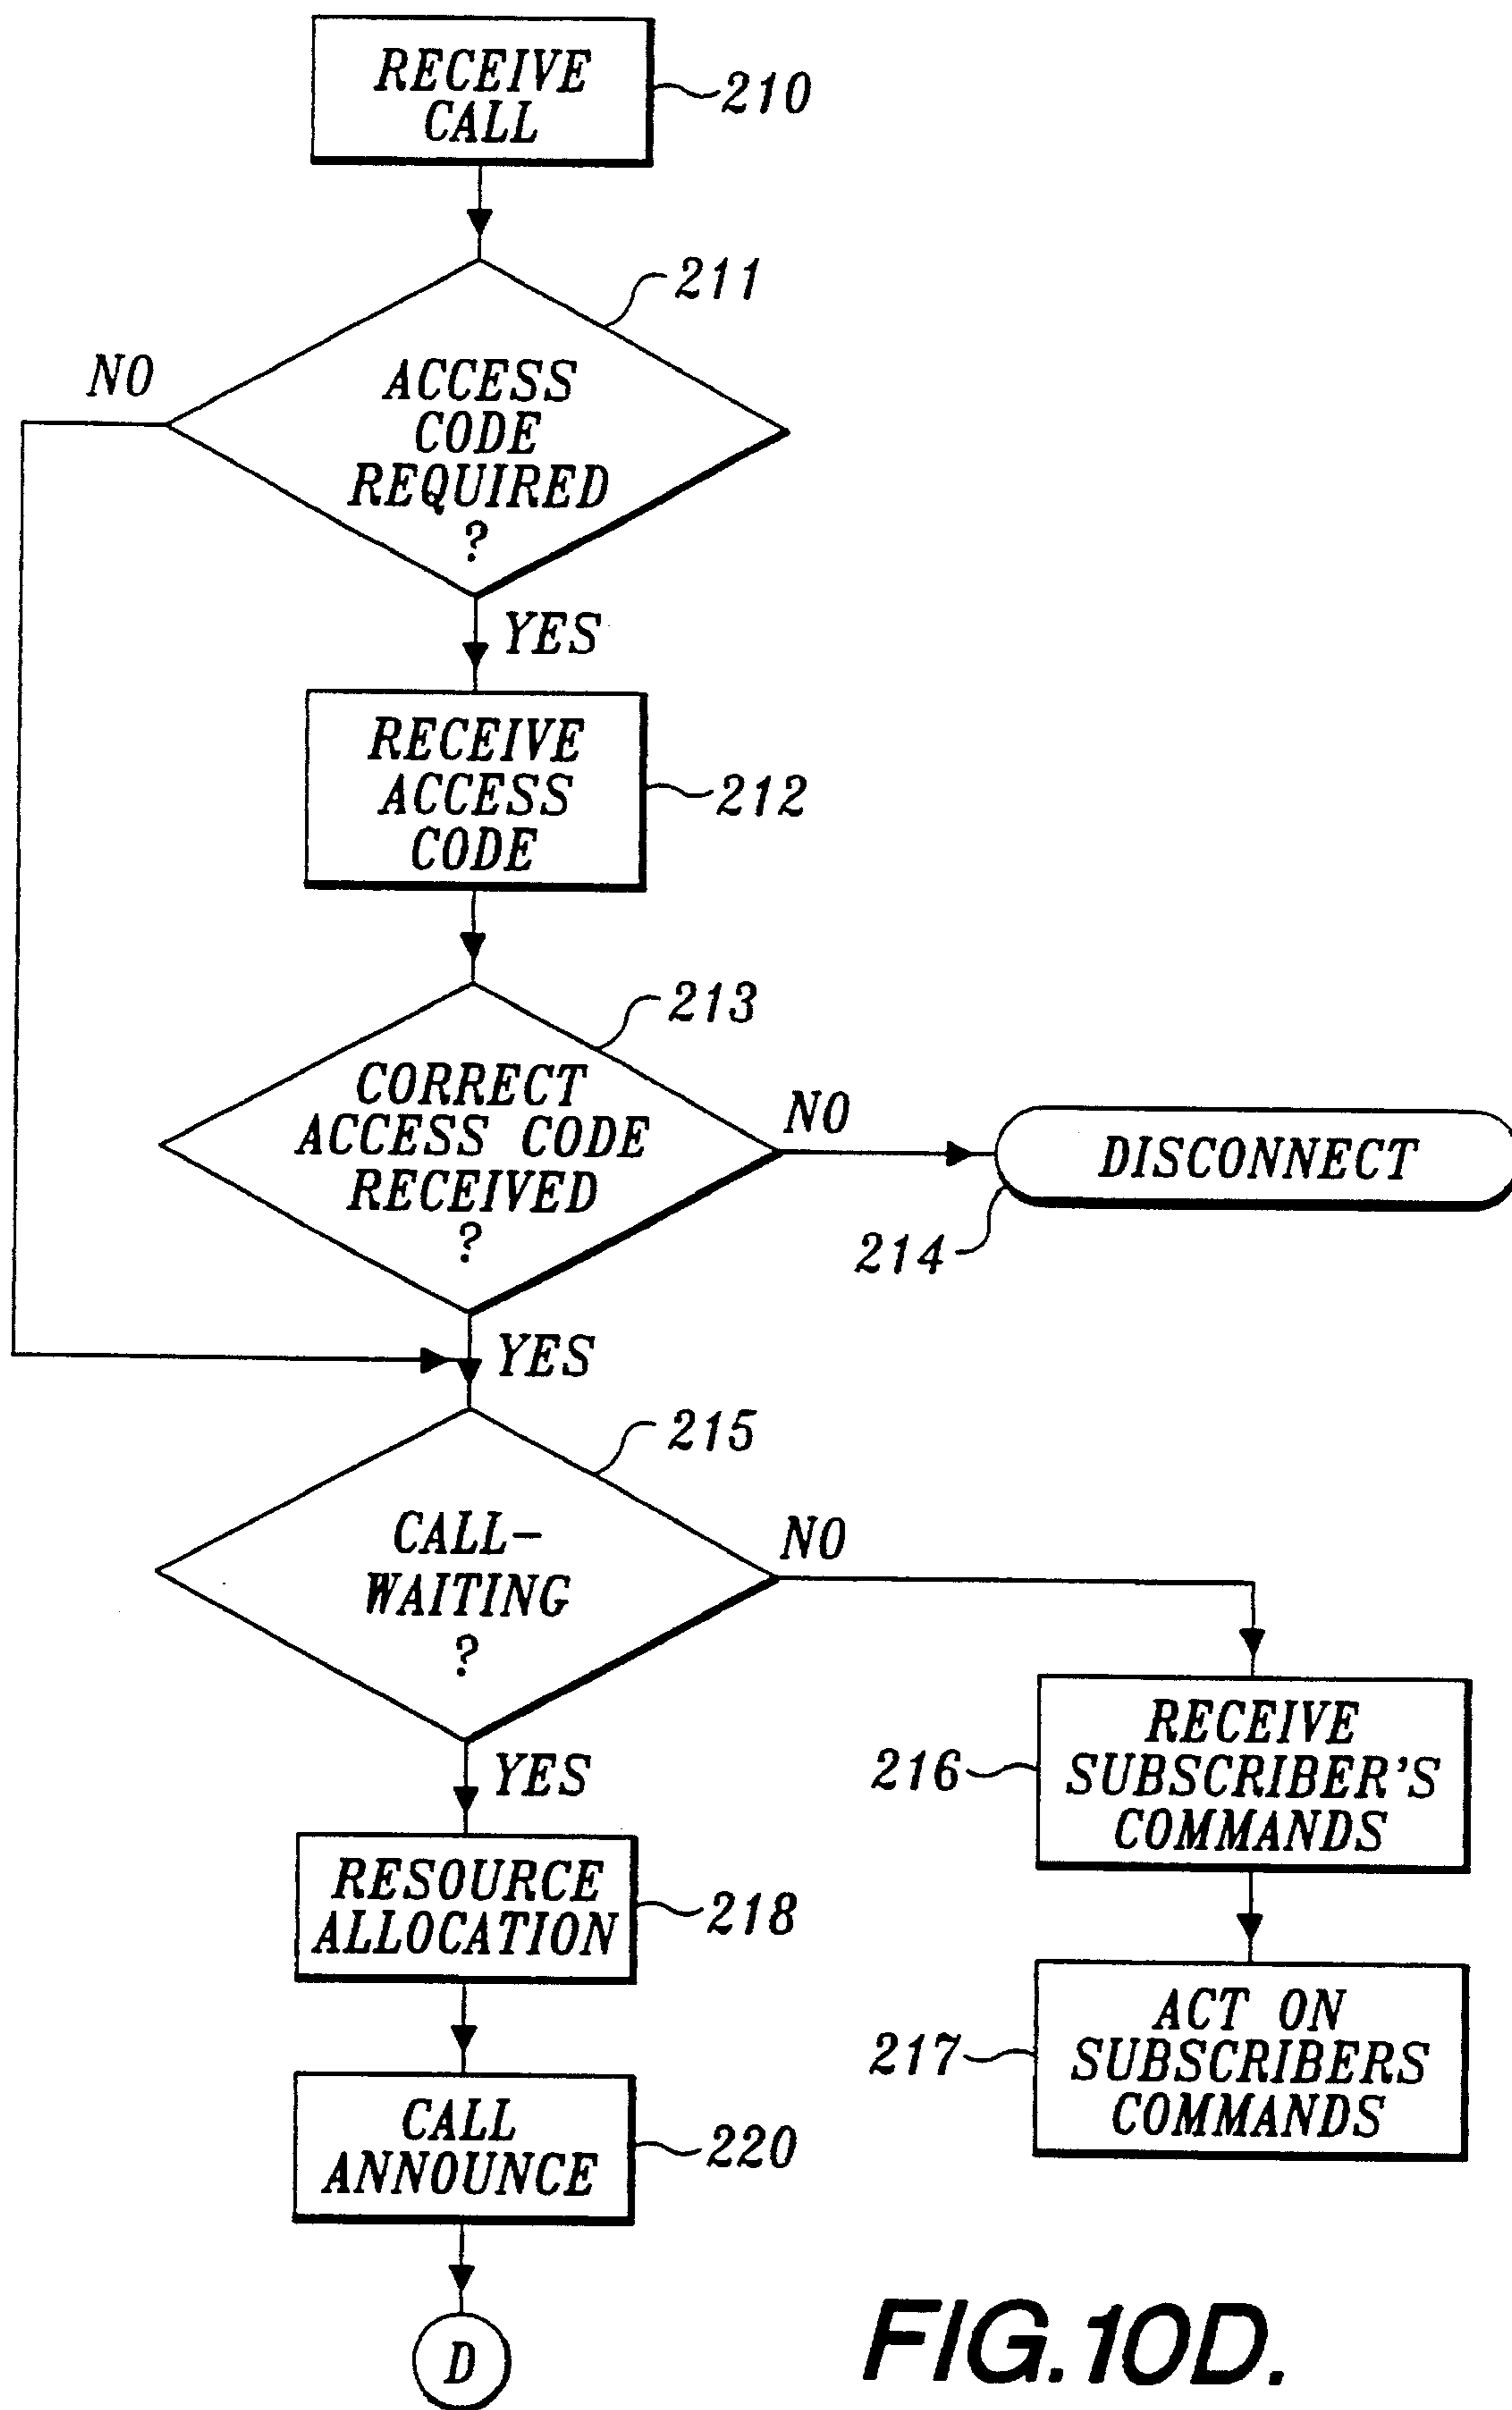 RECEIVE
CALL
210
211
NO
ACCESS
CODE
REQUIRED
?
YES
RECEIVE
ACCESS
CODE
212
213
CORRECT
ACCESS CODE
RECEIVED
?
NO
DISCONNECT
214
YES
215
CALL-
WAITING
?
NO
YES
RECEIVE
SUBSCRIBER'S
COMMANDS
216
RESOURCE
ALLOCATION
218
ACT ON
SUBSCRIBERS
COMMANDS
217
CALL
ANNOUNCE
220
D
FIG.10D.